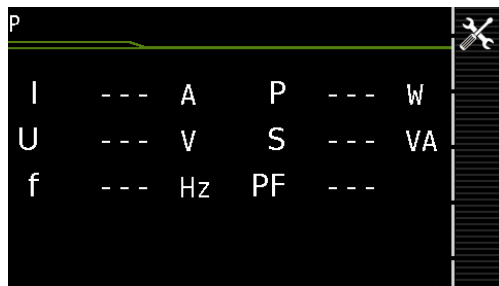 P
I --- A P --- W
U --- V S --- VA
f --- Hz PF ---